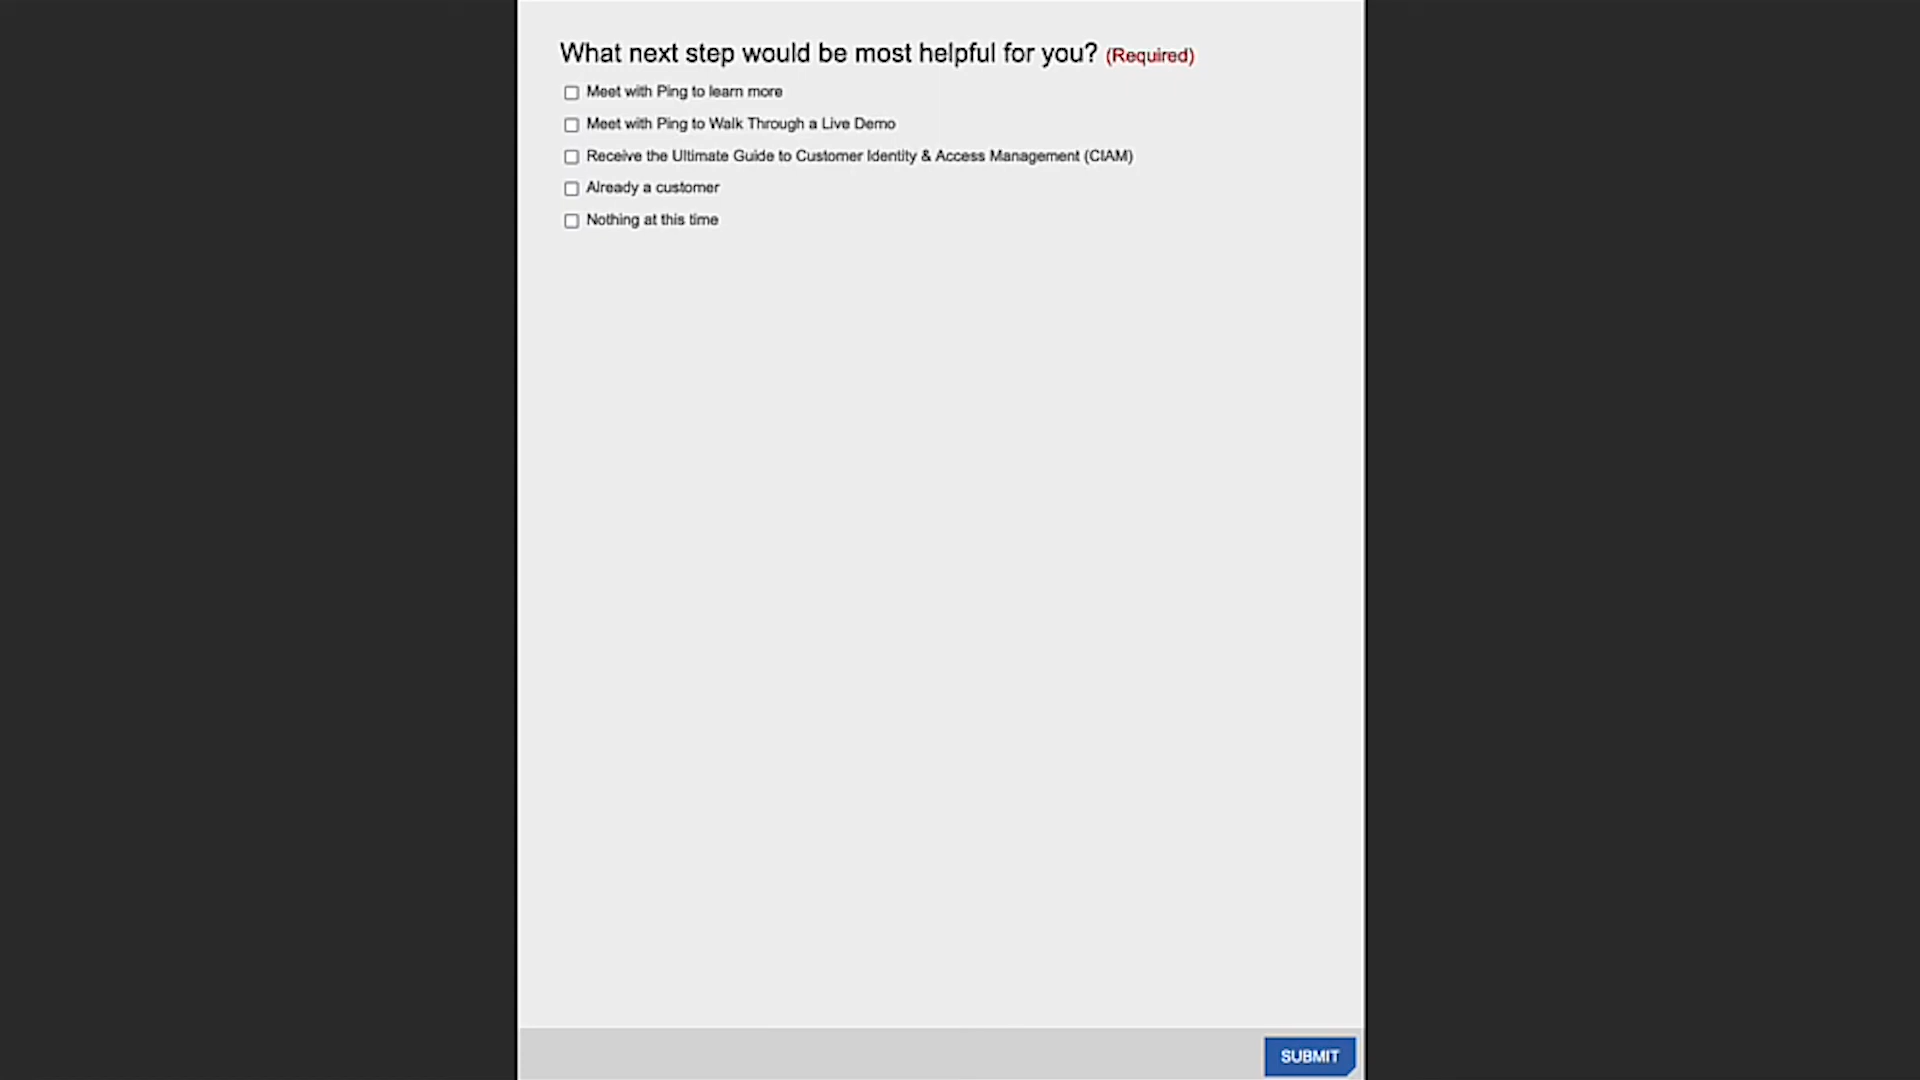 What next step would be most helpful for you? (Required)
Meet with Ping to learn more
Meet with Ping to Walk Through a Live Demo
Receive the Ultimate Guide to Customer Identity & Access Management (CIAM)
Already a customer
Nothing at this time
SUBMIT